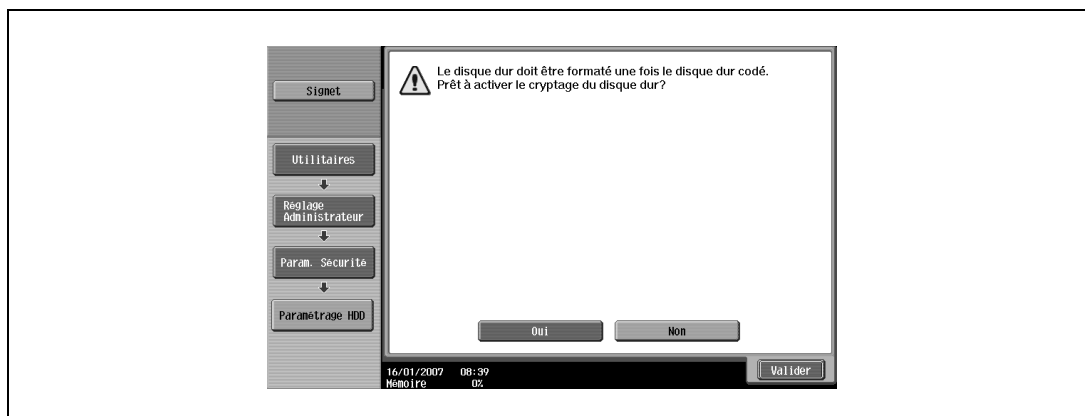 Signet
Le disque dur doit être formaté une fois le disque dur codé.
Prêt à activer le cryptage du disque dur?
Utilitaires
Réglage
Administrateur
Param. Sécurité
Paramétrage HDD
Oui
Non
16/01/2007 08:39
Mémoire 0%
Valider